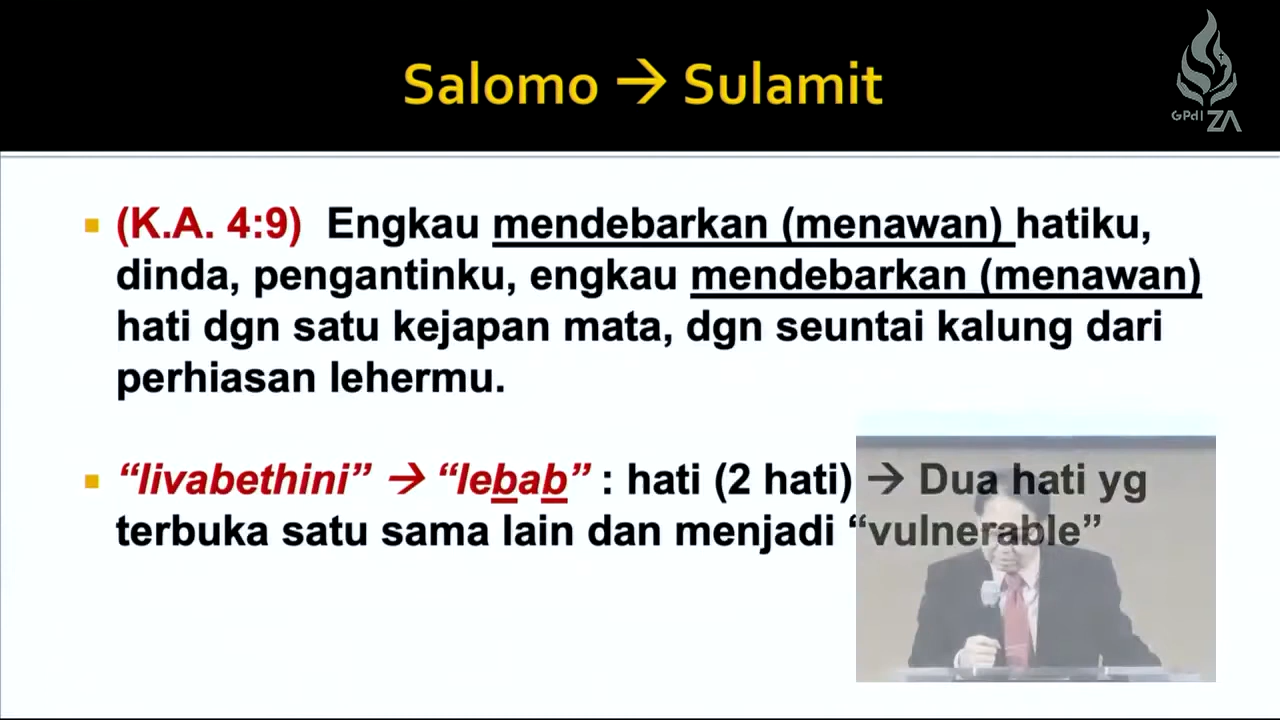 Salomo → Sulamit
GPdI ZA
(K.A. 4:9) Engkau mendebarkan (menawan) hatiku,
dinda, pengantinku, engkau mendebarkan (menawan)
hati dgn satu kejapan mata, dgn seuntai kalung dari
perhiasan lehermu.
“livabethini” → “lebab” : hati (2 hati) → Dua hati yg
terbuka satu sama lain dan menjadi “vulnerable”